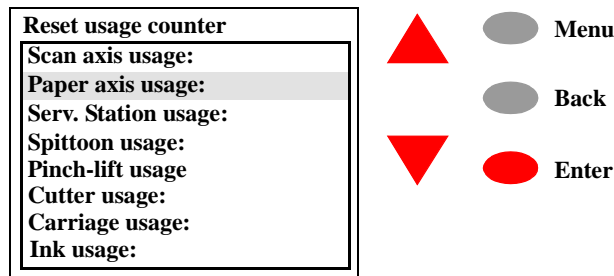 Reset usage counter
Scan axis usage:
Paper axis usage:
Serv. Station usage:
Spittoon usage:
Pinch-lift usage
Cutter usage:
Carriage usage:
Ink usage:
Menu
Back
Enter